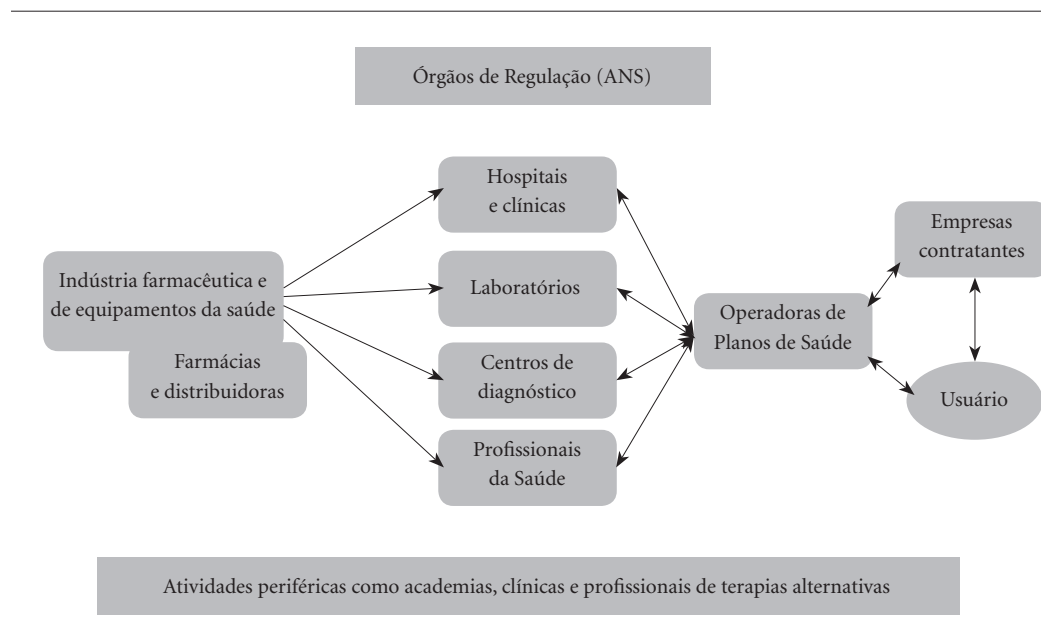 Órgãos de Regulação (ANS)
Hospitais
e clínicas
Indústria farmacêutica e
de equipamentos da saúde
Farmácias
e distribuidoras
Laboratórios
Centros de
diagnóstico
Profissionais
da Saúde
Operadoras de
Planos de Saúde
Empresas
contratantes
Usuário
Atividades periféricas como academias, clínicas e profissionais de terapias alternativas